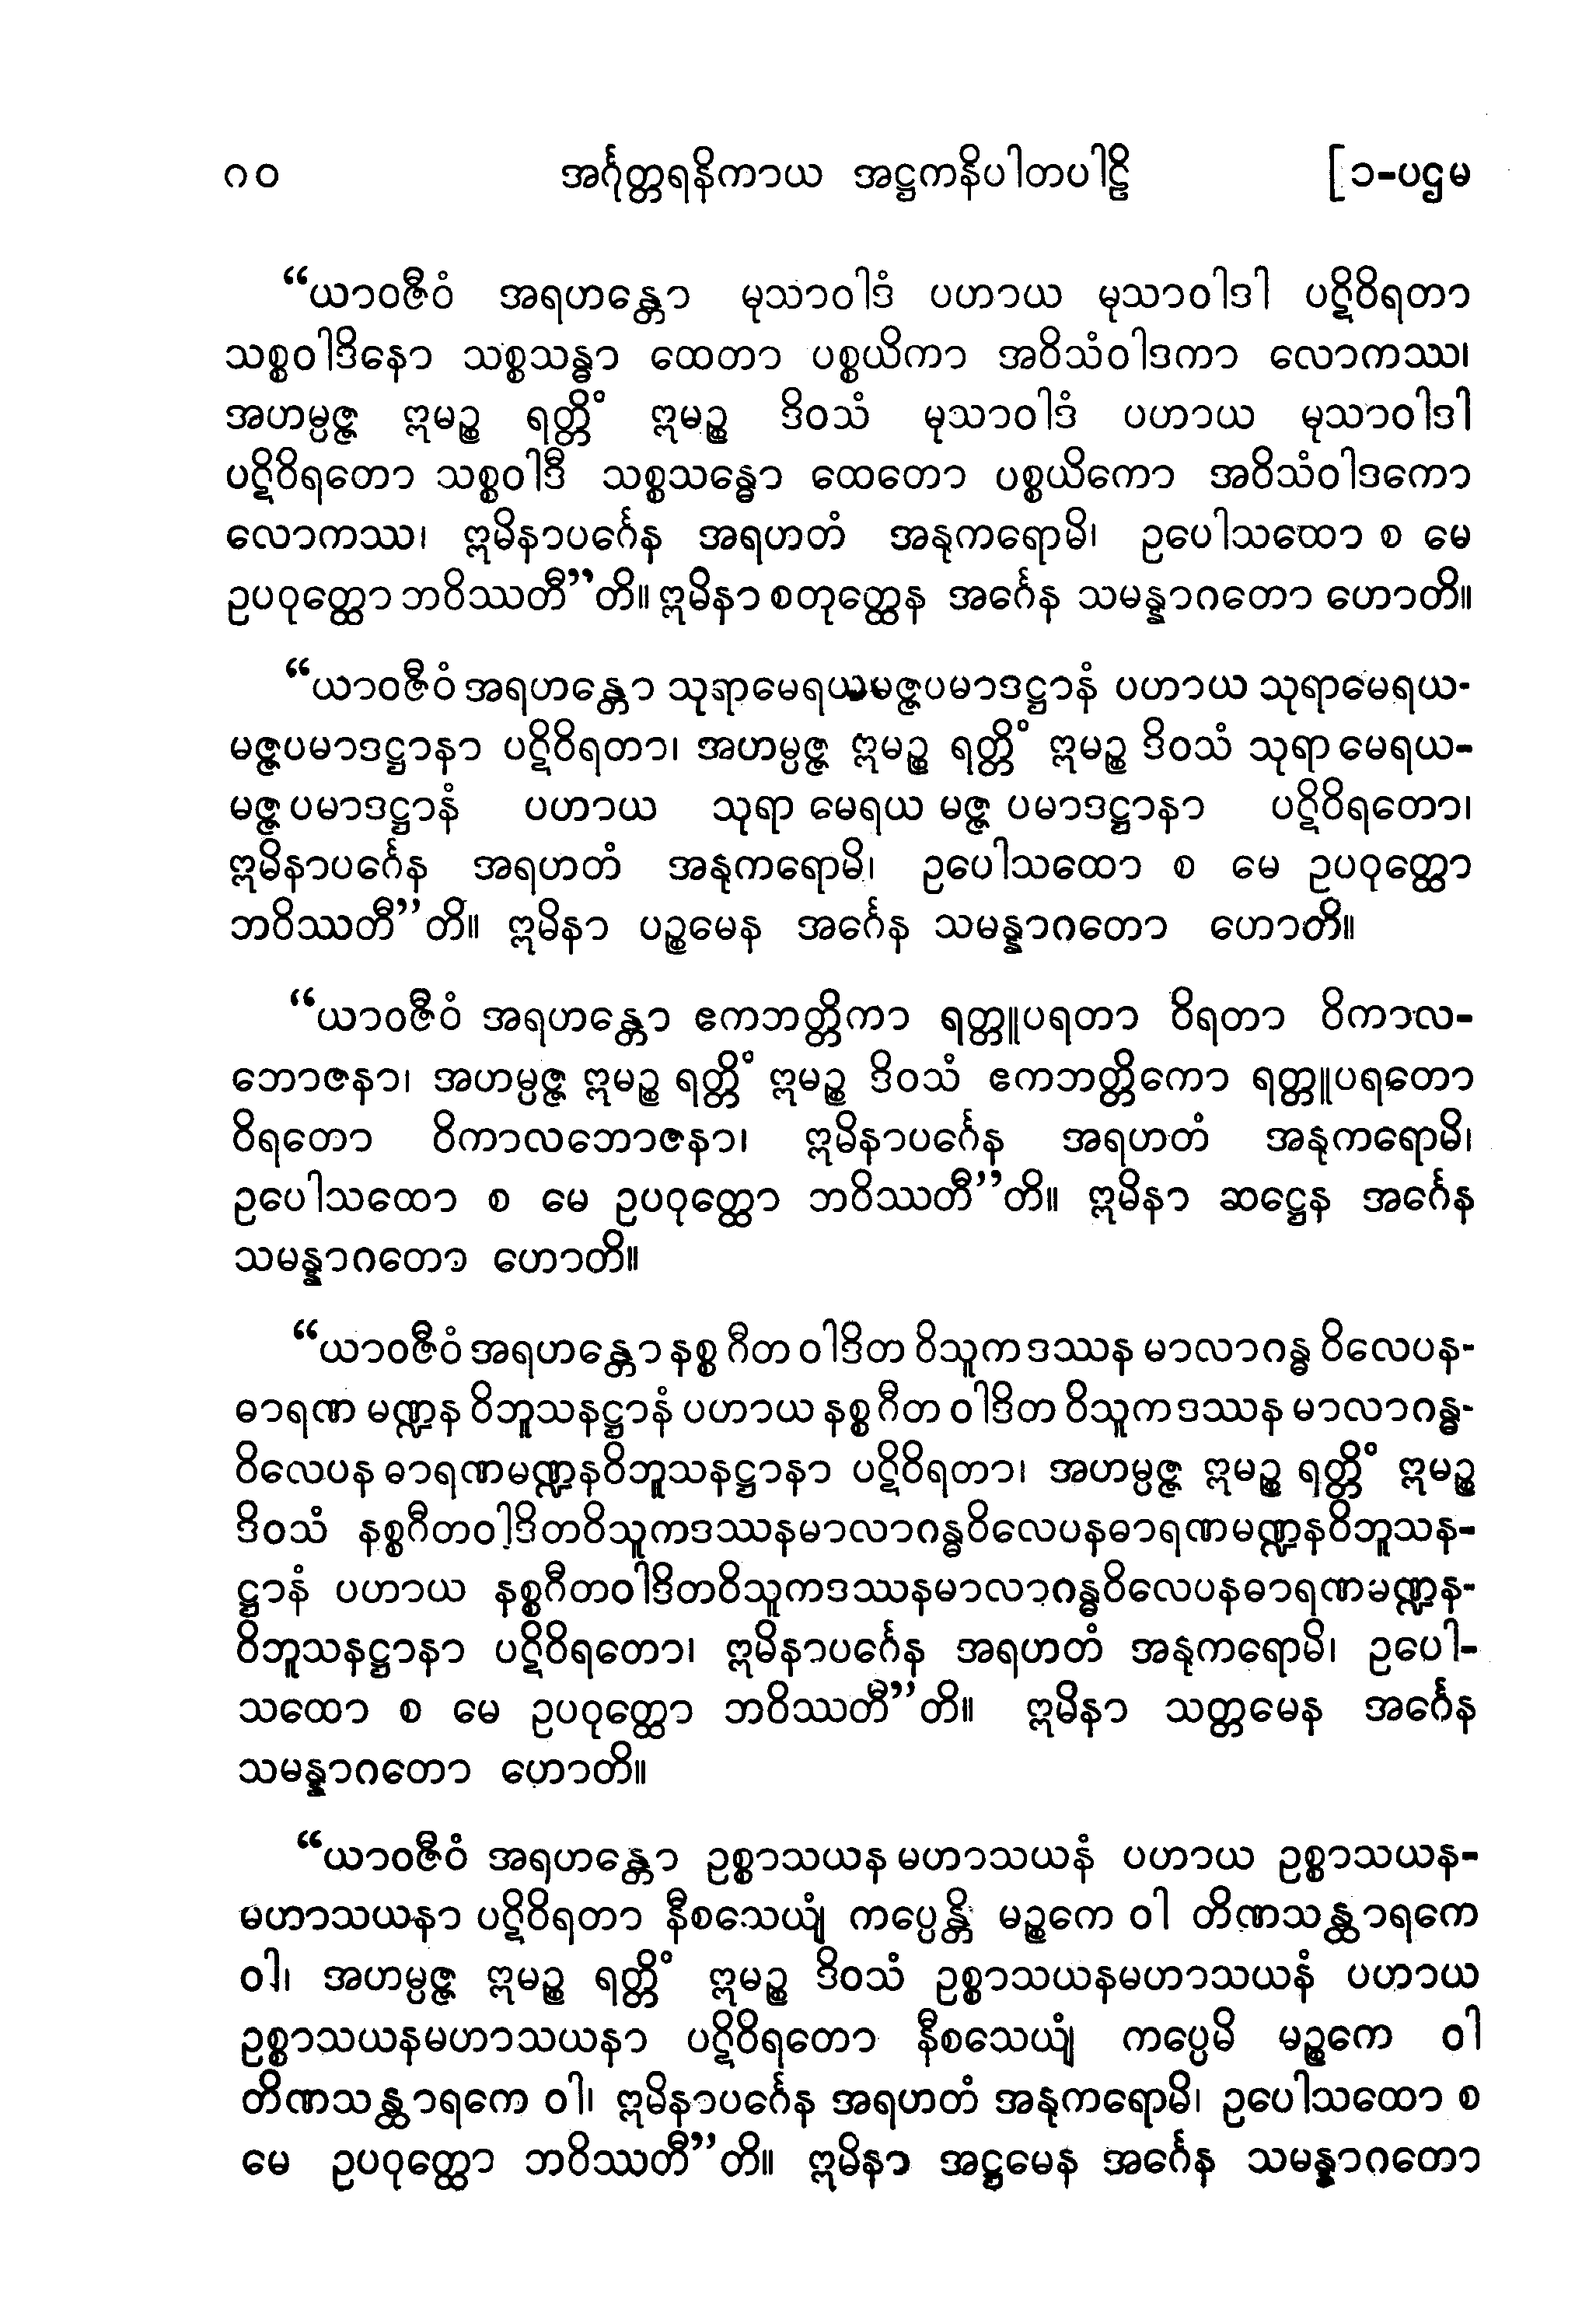 ၈၀ အင်္ဂုတ္တရနိကာယ အဋ္ဌကနိပါတပါဠိ [၁-ပဌမ
“ယာဝဇီဝံ အရဟန္တော မုသာဝါဒံ ပဟာယ မုသာဝါဒါ ပဋိဝိရတာ
သစ္စဝါဒိနော သစ္စသန္ဓာ ထေတာ ပစ္စယိကာ အဝိသံဝါဒကာ လောကဿ၊
အဟမ္ပဇ္ဇ ဣမဉ္စ ရတ္တိံ ဣမဉ္စ ဒိဝသံ မုသာဝါဒံ ပဟာယ မုသာဝါဒါ
ပဋိဝိရတော သစ္စဝါဒီ သစ္စသန္ဓော ထေတော ပစ္စယိကော အဝိသံဝါဒကော
လောကဿ၊ ဣမိနာပင်္ဂေန အရဟတံ အနုကရောမိ၊ ဥပေါသထော စ မေ
ဥပဝုတ္ထော ဘဝိဿတီ”တိ။ ဣမိနာ စတုတ္ထေန အင်္ဂေန သမန္နာဂတော ဟောတိ။
“ယာဝဇီဝံ အရဟန္တော သုရာမေရယမဇ္ဇပမာဒဋ္ဌာနံ ပဟာယ သုရာမေရယ-
မဇ္ဇပမာဒဋ္ဌာနာ ပဋိဝိရတာ၊ အဟမ္ပဇ္ဇ ဣမဉ္စ ရတ္တိံ ဣမဉ္စ ဒိဝသံ သုရာ မေရယ-
မဇ္ဇ ပမာဒဋ္ဌာနံ ပဟာယ သုရာ မေရယ မဇ္ဇ ပမာဒဋ္ဌာနာ ပဋိဝိရတော၊
ဣမိနာပင်္ဂေန အရဟတံ အနုကရောမိ၊ ဥပေါသထော စ မေ ဥပဝုတ္ထော
ဘဝိဿတီ”တိ။ ဣမိနာ ပဉ္စမေန အင်္ဂေန သမန္နာဂတော ဟောတိ။
“ယာဝဇီဝံ အရဟန္တော ဧကဘတ္တိကာ ရတ္တူပရတာ ဝိရတာ ဝိကာလ-
ဘောဇနာ၊ အဟမ္ပဇ္ဇ ဣမဉ္စ ရတ္တိံ ဣမဉ္စ ဒိဝသံ ဧကဘတ္တိကော ရတ္တူပရတော
ဝိရတော ဝိကာလဘောဇနာ၊ ဣမိနာပင်္ဂေန အရဟတံ အနုကရောမိ၊
ဥပေါသထော စ မေ ဥပဝုတ္ထော ဘဝိဿတီ”တိ။ ဣမိနာ ဆဋ္ဌေန အင်္ဂေန
သမန္နာဂတော ဟောတိ။
“ယာဝဇီဝံ အရဟန္တော နစ္စ ဂီတ ဝါဒိတ ဝိသူက ဒဿန မာလာဂန္ဓ ဝိလေပန-
ဓာရဏ မဏ္ဍန ဝိဘူသနဋ္ဌာနံ ပဟာယ နစ္စ ဂီတ ဝါဒိတ ဝိသူက ဒဿန မာလာဂန္ဓ-
ဝိလေပန ဓာရဏမဏ္ဍနဝိဘူသနဋ္ဌာနာ ပဋိဝိရတာ၊ အဟမ္ပဇ္ဇ ဣမဉ္စ ရတ္တိံ ဣမဉ္စ
ဒိဝသံ နစ္စဂီတဝါဒိတဝိသူကဒဿနမာလာဂန္ဓဝိလေပနဓာရဏမဏ္ဍနဝိဘူသန-
ဋ္ဌာနံ ပဟာယ နစ္စဂီတဝါဒိတဝိသူကဒဿနမာလာဂန္ဓဝိလေပနဓာရဏမဏ္ဍန-
ဝိဘူသနဋ္ဌာနာ ပဋိဝိရတော၊ ဣမိနာပင်္ဂေန အရဟတံ အနုကရောမိ၊ ဥပေါ-
သထော စ မေ ဥပဝုတ္ထော ဘဝိဿတီ”တိ။ ဣမိနာ သတ္တမေန အင်္ဂေန
သမန္နာဂတော ဟောတိ။
“ယာဝဇီဝံ အရဟန္တော ဥစ္စာသယန မဟာသယနံ ပဟာယ ဥစ္စာသယန-
မဟာသယနာ ပဋိဝိရတာ နီစသေယျံ ကပ္ပေန္တိ မဉ္စကေ ဝါ တိဏသန္ထာရကေ
ဝါ၊ အဟမ္ပဇ္ဇ ဣမဉ္စ ရတ္တိံ ဣမဉ္စ ဒိဝသံ ဥစ္စာသယနမဟာသယနံ ပဟာယ
ဥစ္စာသယနမဟာသယနာ ပဋိဝိရတော နီစသေယျံ ကပ္ပေမိ မဉ္စကေ ဝါ
တိဏသန္ထာရကေ ဝါ၊ ဣမိနာပင်္ဂေန အရဟတံ အနုကရောမိ၊ ဥပေါသထော စ
မေ ဥပဝုတ္ထော ဘဝိဿတီ”တိ။ ဣမိနာ အဋ္ဌမေန အင်္ဂေန သမန္နာဂတော